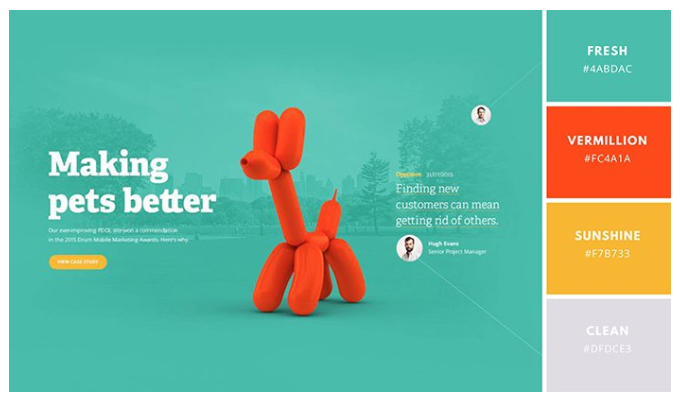 Making
pets better
Our ever-improving PDQL site won a commendation
in the 2015 Drum Mobile Marketing Awards. Here's why.
VIEW CASE STUDY
Opinion
Finding new
customers can mean
getting rid of others.
Hugh Evans
Senior Project Manager
FRESH
#4ABDAC
VERMILLION
#FC4A1A
SUNSHINE
#F7B733
CLEAN
#DFDCE3